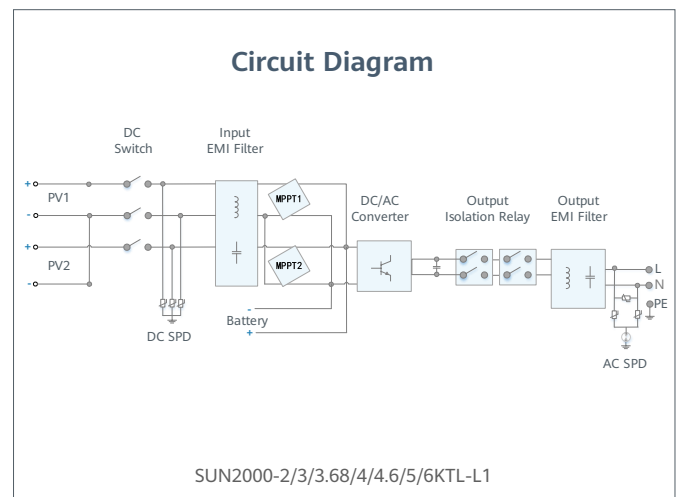 Circuit Diagram
DC
Switch
Input
EMI Filter
+
PV1
-
+
PV2
-
MPPT1
MPPT2
DC/AC
Converter
Output
Isolation Relay
Output
EMI Filter
L
N
PE
-
Battery
+
DC SPD
AC SPD
SUN2000-2/3/3.68/4/4.6/5/6KTL-L1